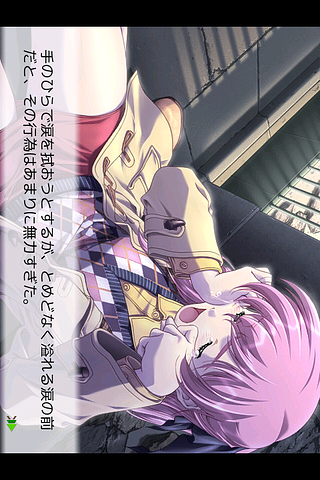 手のひらで涙を拭おうとするが、とめどなく溢れる涙の前
だと、その行為はあまりに無力すぎた。